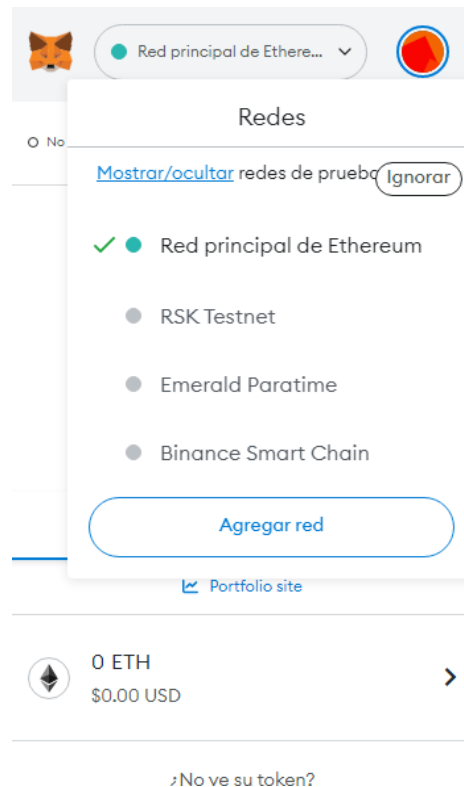 Red principal de Ethere...
No
Redes
Mostrar/ocultar redes de prueba
Ignorar
Red principal de Ethereum
RSK Testnet
Emerald Paratime
Binance Smart Chain
Agregar red
Portfolio site
0 ETH
$0.00 USD
¿No ve su token?